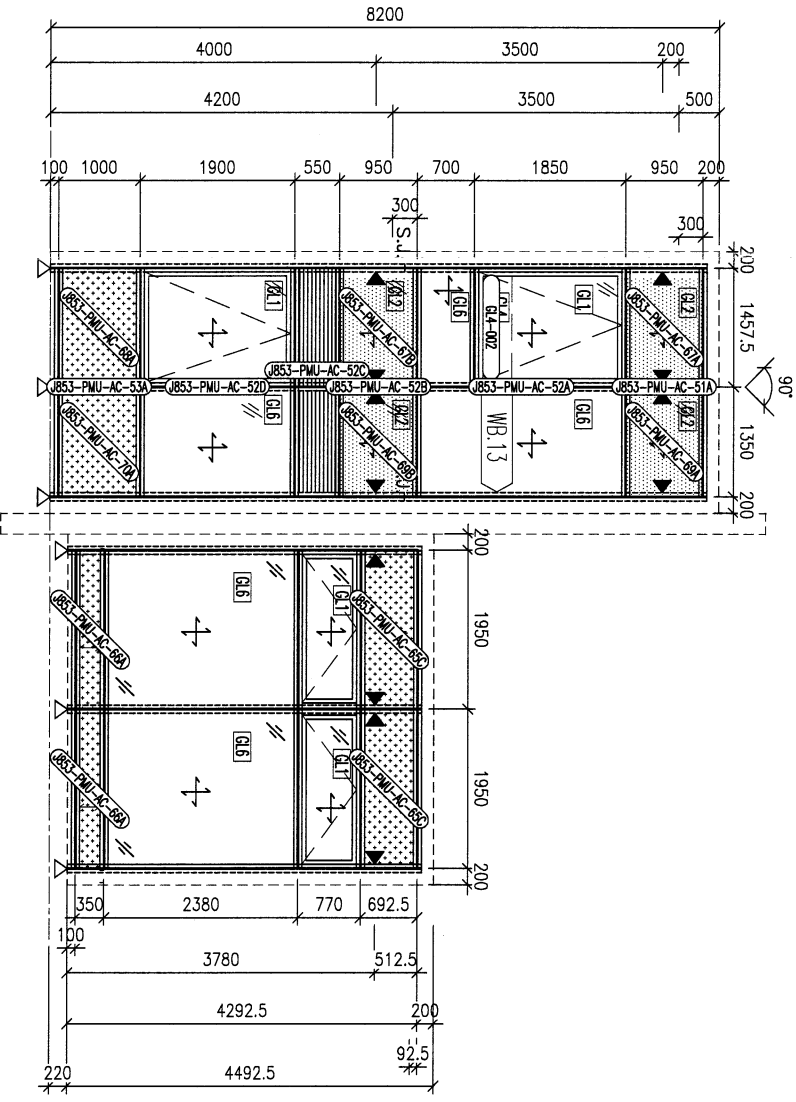 8200
4000 3500 200
4200 3500 500
100 1000 1900 550 950 700 1850 950 200
300 300
S.J.
200
1457.5
90°
1350
200
J853-PMU-AC-68A
GL1
GL2
J853-PMU-AC-67B
GL6
GL4-002
GL1
GL2
J853-PMU-AC-67A
J853-PMU-AC-52C
J853-PMU-AC-53A
J853-PMU-AC-52D
J853-PMU-AC-52B
J853-PMU-AC-52A
J853-PMU-AC-51A
J853-PMU-AC-70A
GL6
GL2
J853-PMU-AC-69B
WB.13
GL6
GL2
J853-PMU-AC-69A
200
1950
1950
200
J853-PMU-AC-66A
GL6
GL1
J853-PMU-AC-65C
J853-PMU-AC-66A
GL6
GL1
J853-PMU-AC-65C
350 2380 770 692.5
100
3780 512.5
4292.5 200
92.5
220 4492.5